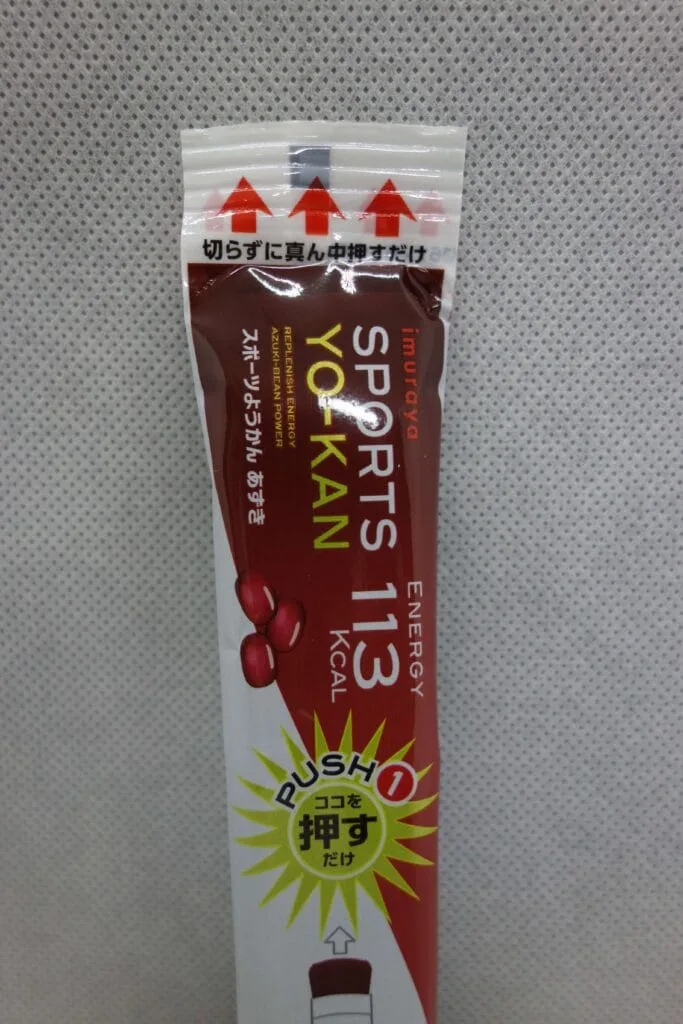 切らずに真ん中押すだけ
imuraya
SPORTS
YO-KAN
REPLENISH ENERGY
AZUKI-BEAN POWER
スポーツようかん あずき
ENERGY
113
KCAL
PUSH 1
ココを
押す
だけ